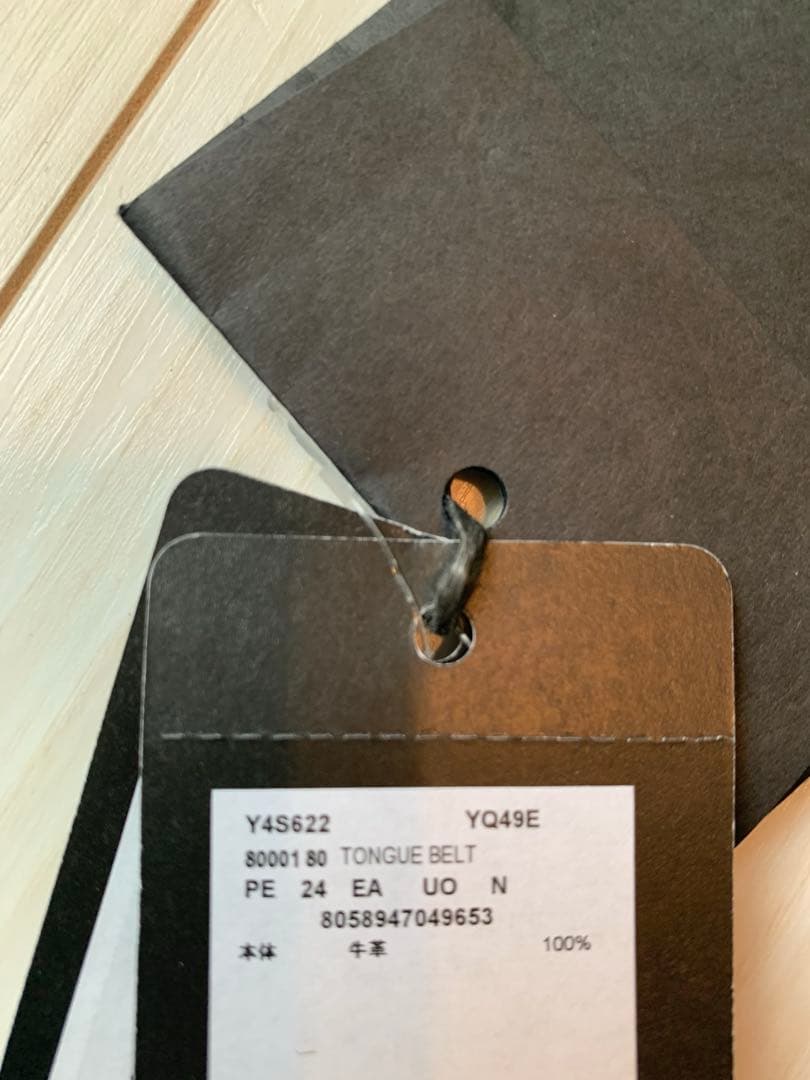 Y4S622 YQ49E
80001 80 TONGUE BELT
PE 24 EA UO N
8058947049653
本体 牛革 100%